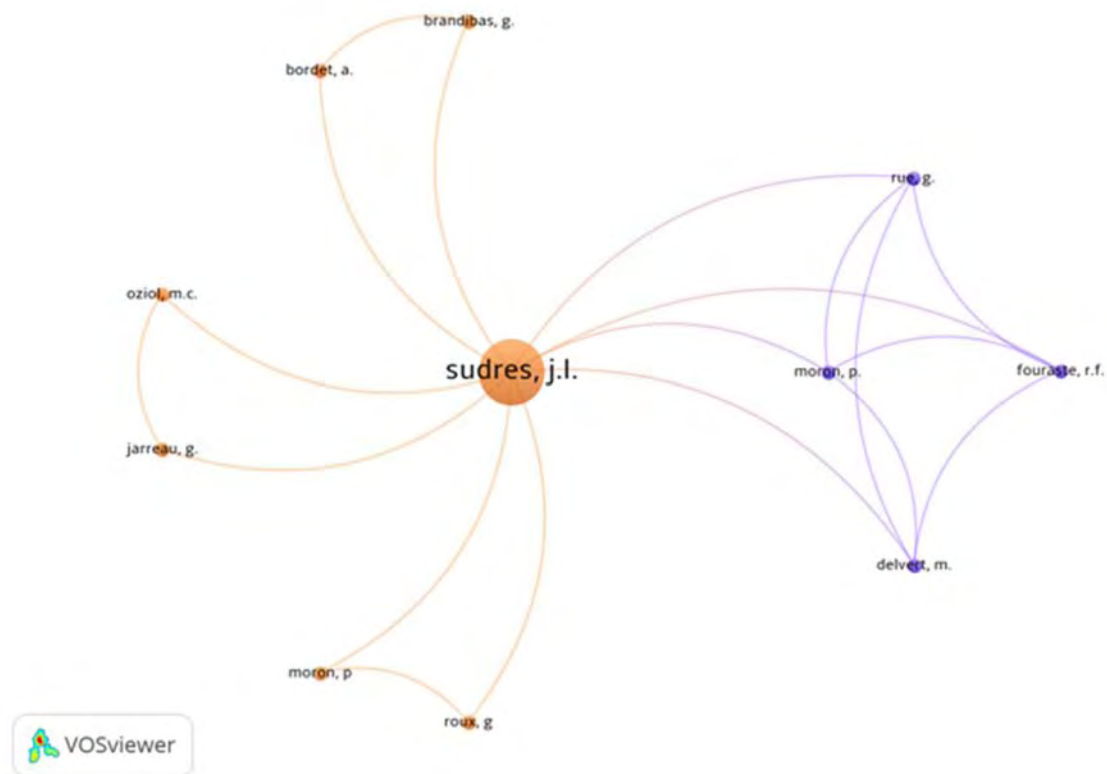 brandibas, g.
bordet, a.
rue, g.
oziol, m.c.
sudres, j.l.
moron, p.
fouraste, r.f.
jarreau, g.
delvert, m.
moron, p
roux, g
VOSviewer